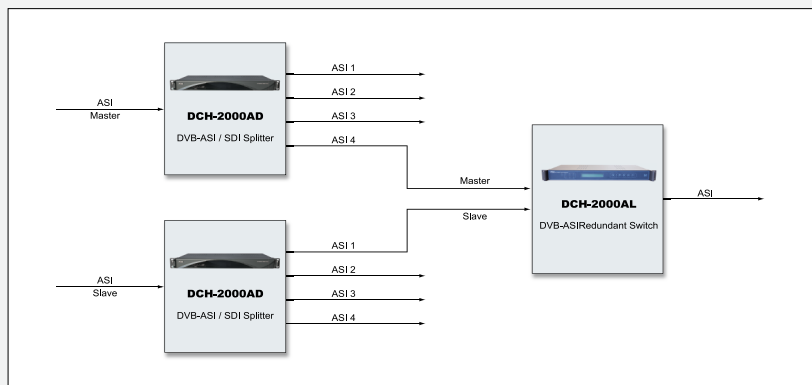 ASI
Master
DCH-2000AD
DVB-ASI / SDI Splitter
ASI 1
ASI 2
ASI 3
ASI 4
Master
Slave
DCH-2000AL
DVB-ASIRedundant Switch
ASI
ASI
Slave
DCH-2000AD
DVB-ASI / SDI Splitter
ASI 1
ASI 2
ASI 3
ASI 4